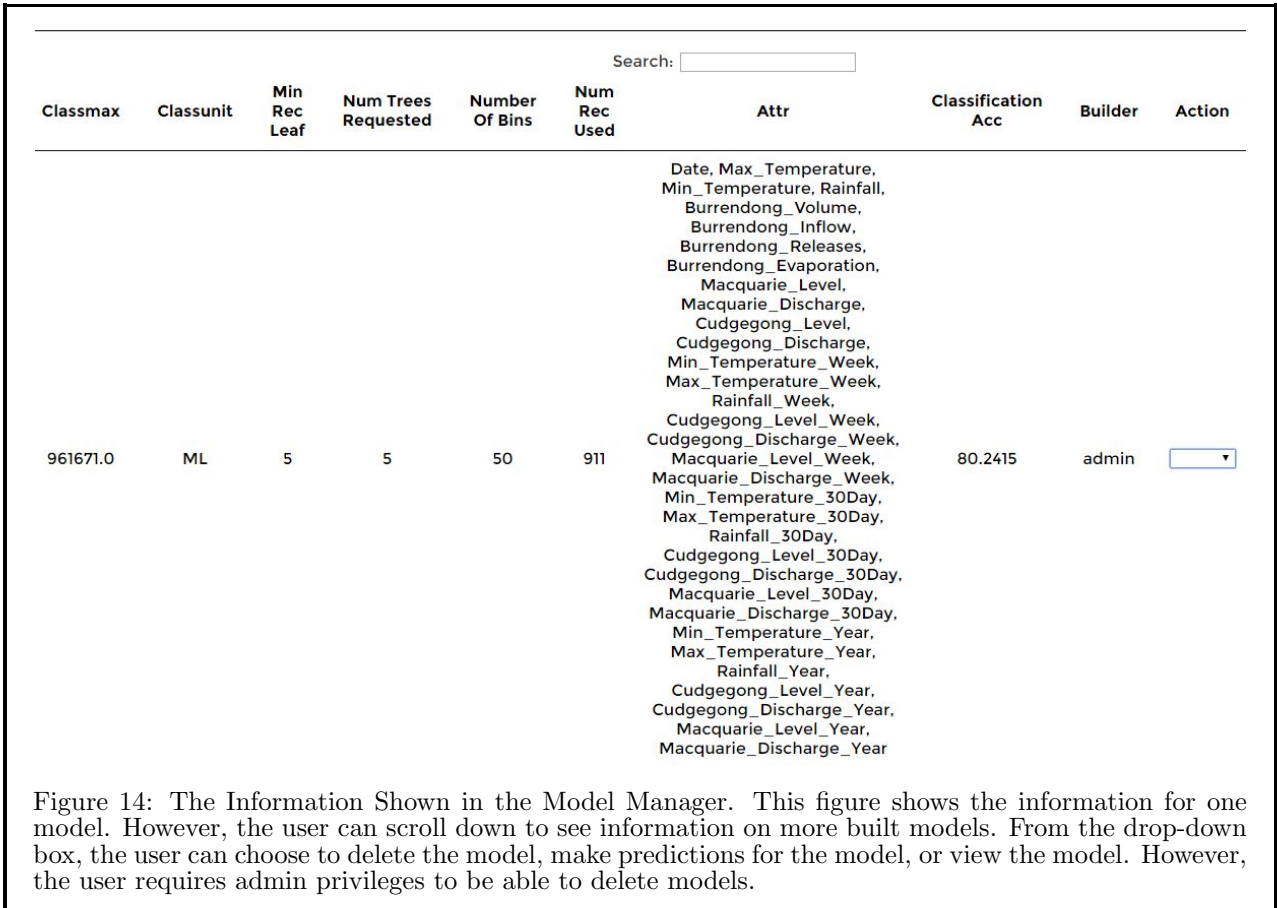 Search:
Classmax Classunit Min Rec Leaf Num Trees Requested Number Of Bins Num Rec Used Attr Classification Acc Builder Action
Date, Max_Temperature,
Min_Temperature, Rainfall,
Burrendong_Volume,
Burrendong_Inflow,
Burrendong_Releases,
Burrendong_Evaporation,
Macquarie_Level,
Macquarie_Discharge,
Cudgegong_Level,
Cudgegong_Discharge,
Min_Temperature_Week,
Max_Temperature_Week,
Rainfall_Week,
Cudgegong_Level_Week,
Cudgegong_Discharge_Week,
961671.0 ML 5 5 50 911 Macquarie_Level_Week, 80.2415 admin
Macquarie_Discharge_Week,
Min_Temperature_30Day,
Max_Temperature_30Day,
Rainfall_30Day,
Cudgegong_Level_30Day,
Cudgegong_Discharge_30Day,
Macquarie_Level_30Day,
Macquarie_Discharge_30Day,
Min_Temperature_Year,
Max_Temperature_Year,
Rainfall_Year,
Cudgegong_Level_Year,
Cudgegong_Discharge_Year,
Macquarie_Level_Year,
Macquarie_Discharge_Year
Figure 14: The Information Shown in the Model Manager. This figure shows the information for one
model. However, the user can scroll down to see information on more built models. From the drop-down
box, the user can choose to delete the model, make predictions for the model, or view the model. However,
the user requires admin privileges to be able to delete models.